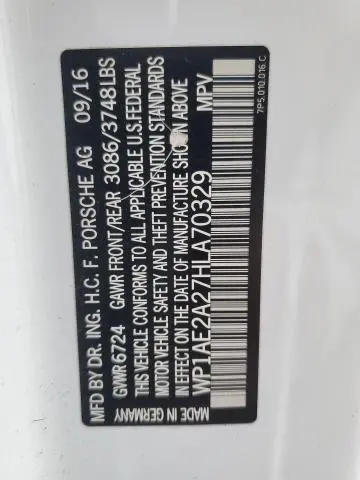 MFD BY DR. ING. H.C. F. PORSCHE AG 09/16
GWR 6724 GAWR FRONT/REAR 3086/3748LBS
THIS VEHICLE CONFORMS TO ALL APPLICABLE U.S.FEDERAL
MOTOR VEHICLE SAFETY AND THEFT PREVENTION STANDARDS
IN EFFECT ON THE DATE OF MANUFACTURE SHOWN ABOVE
WP1AE2A27HLA70329 MPV
MADE IN GERMANY
7P5.010.016.C